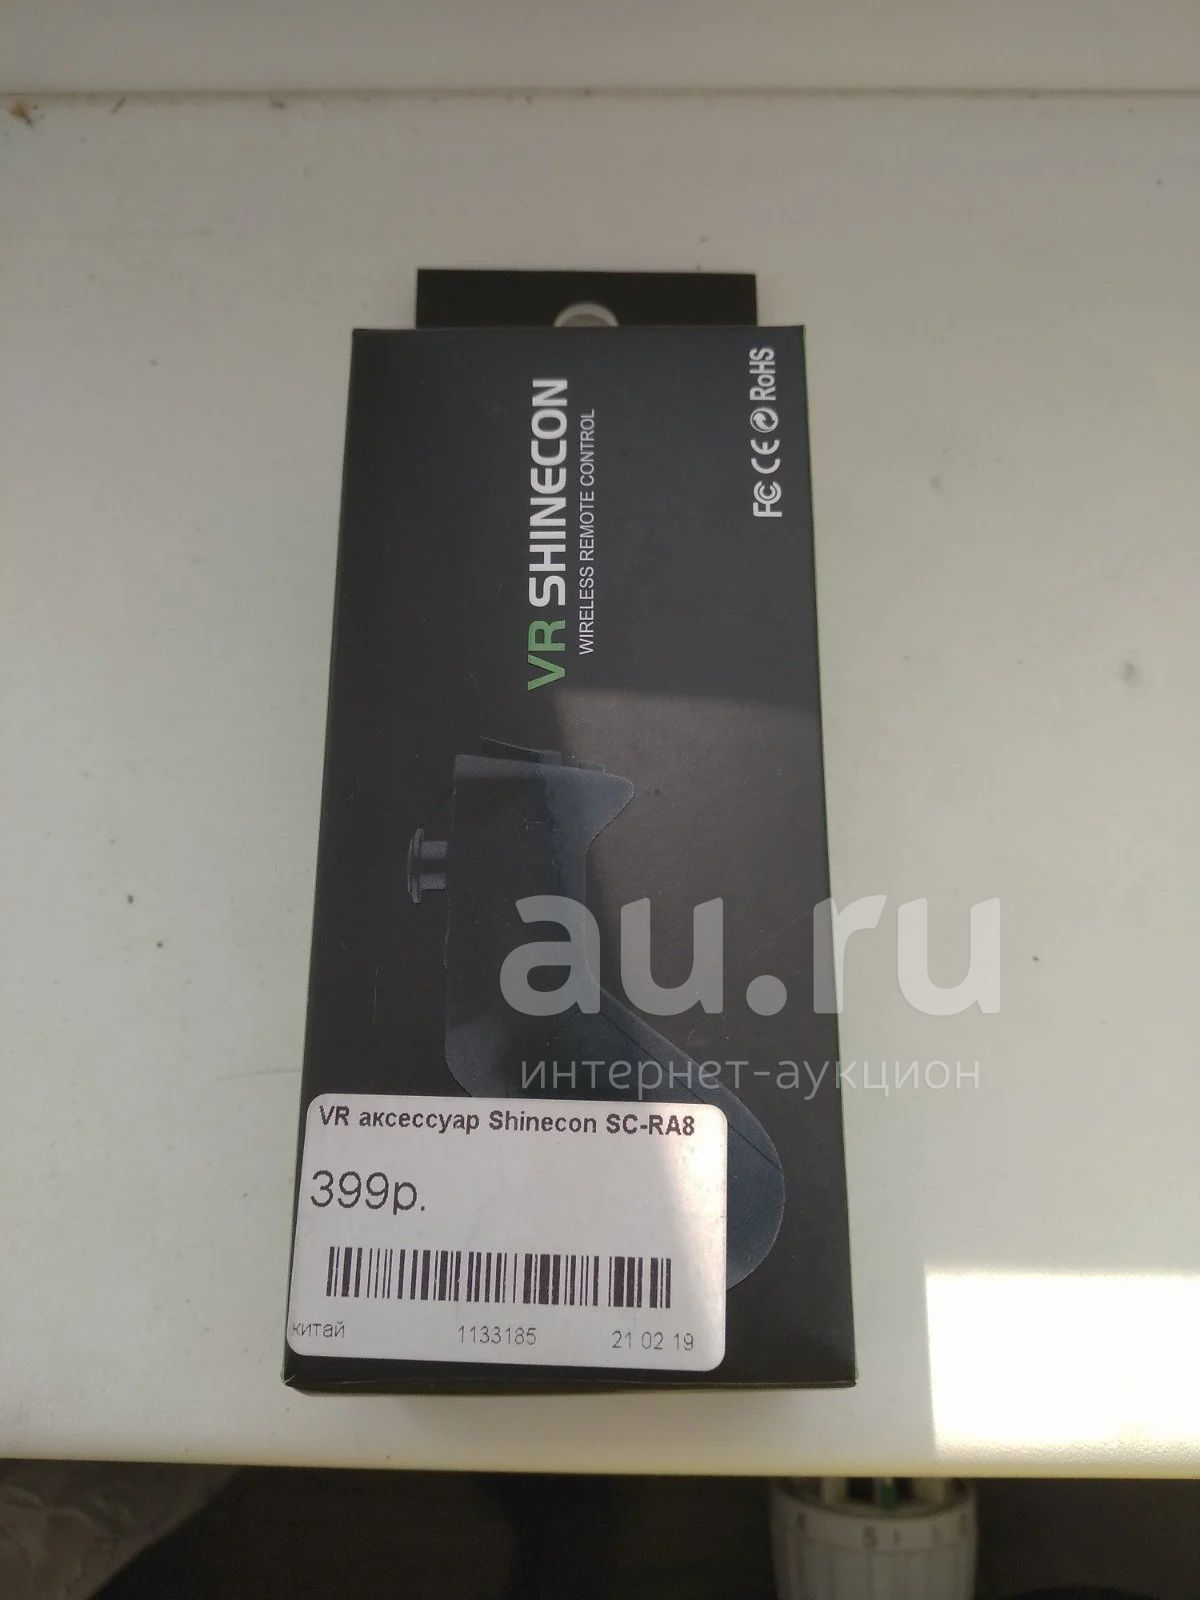 VR SHINECON
WIRELESS REMOTE CONTROL
FC CE RoHS
au.ru
интернет-аукцион
VR аксессуар Shinecon SC-RA8
399р.
китай 1133185 21 02 19